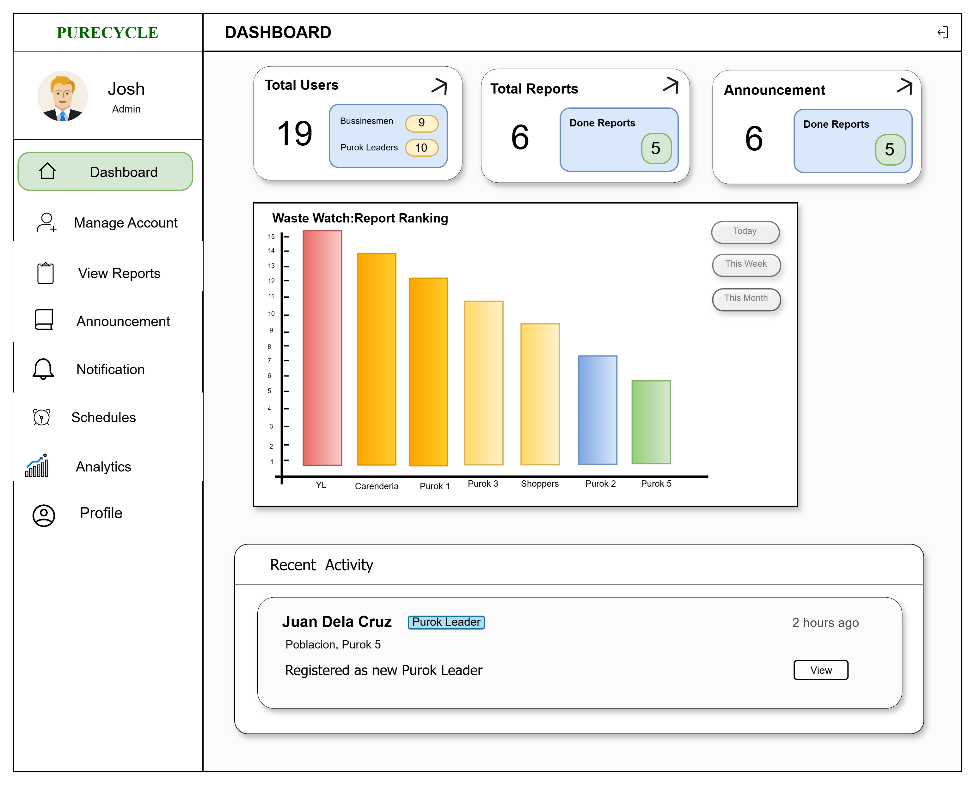 PURECYCLE
DASHBOARD
Josh
Admin
Dashboard
Manage Account
View Reports
Announcement
Notification
Schedules
Analytics
Profile
Total Users
19
Bussinesmen 9
Purok Leaders 10
Total Reports
6
Done Reports
5
Announcement
6
Done Reports
5
Waste Watch:Report Ranking
Today
This Week
This Month
15
14
13
12
11
10
9
8
7
6
5
4
3
2
1
YL Carenderia Purok 1 Purok 3 Shoppers Purok 2 Purok 5
Recent Activity
Juan Dela Cruz Purok Leader 2 hours ago
Poblacion, Purok 5
Registered as new Purok Leader View